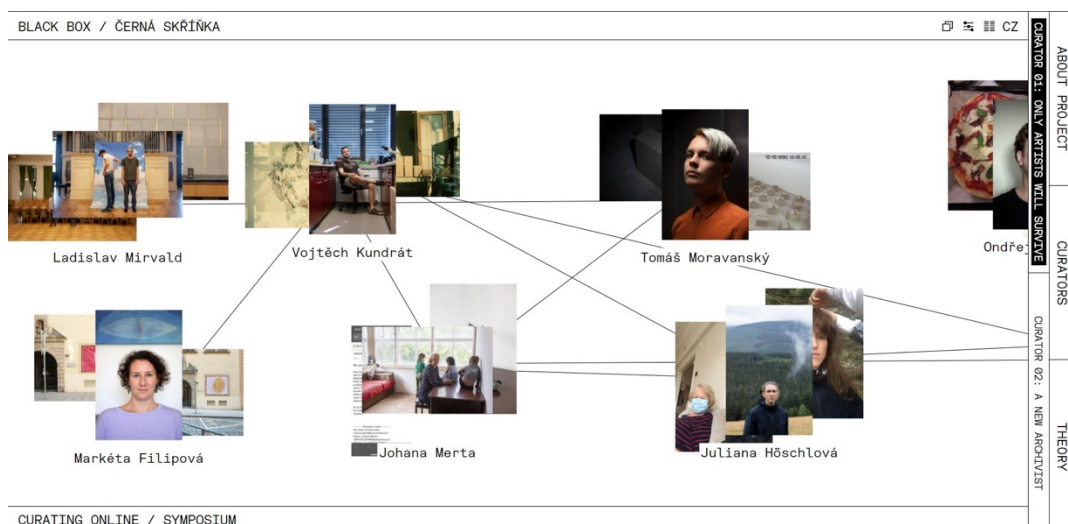 BLACK BOX / ČERNÁ SKŘÍŇKA
CZ
Ladislav Mirvald
Vojtěch Kundrát
Tomáš Moravanský
Ondřej
Markéta Filipová
Johana Merta
Juliana Höschlová
CURATOR 01: ONLY ARTISTS WILL SURVIVE
CURATOR 02: A NEW ARCHIVIST
ABOUT PROJECT
CURATORS
THEORY
CURATING ONLINE / SYMPOSIUM